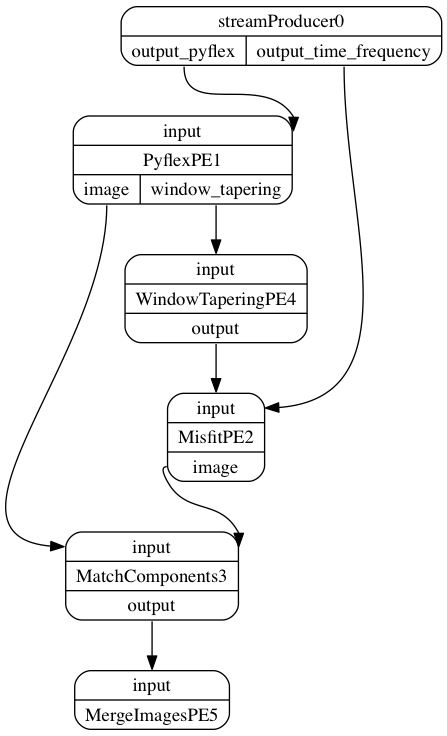 streamProducer0
output_pyflex output_time_frequency
input
PyflexPE1
image window_tapering
input
WindowTaperingPE4
output
input
MisfitPE2
image
input
MatchComponents3
output
input
MergeImagesPE5